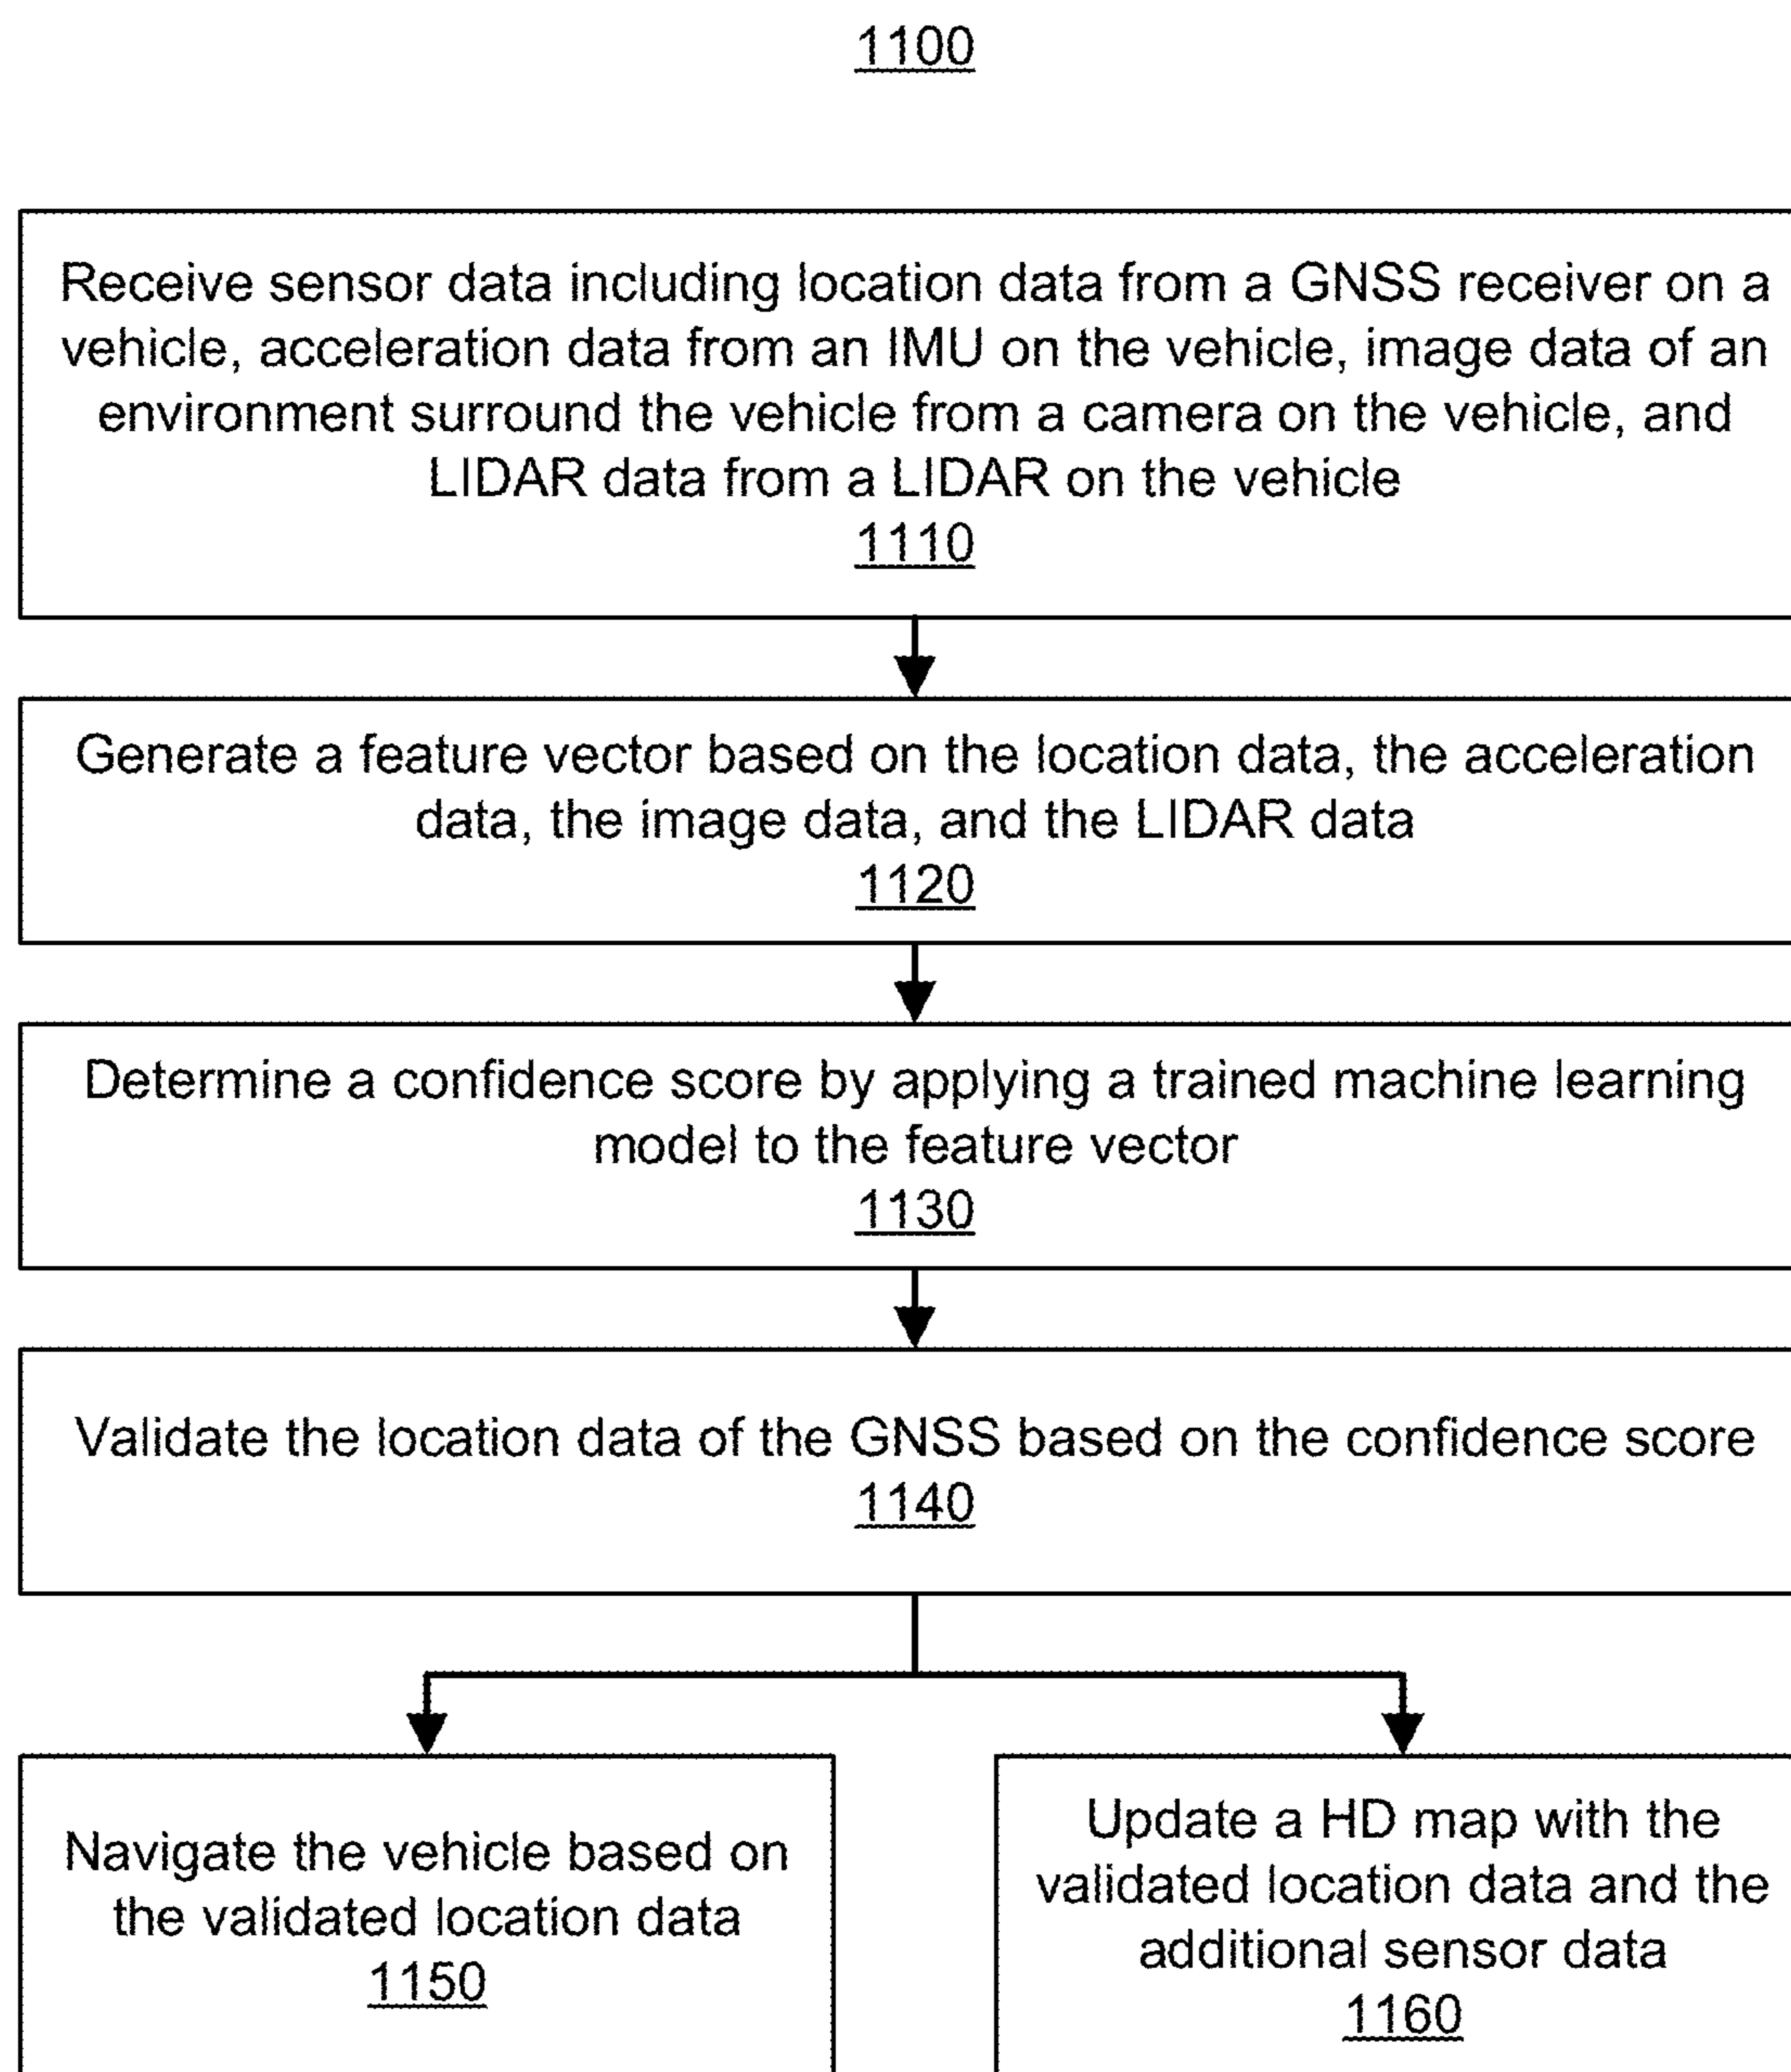 1100
Receive sensor data including location data from a GNSS receiver on a
vehicle, acceleration data from an IMU on the vehicle, image data of an
environment surround the vehicle from a camera on the vehicle, and
LIDAR data from a LIDAR on the vehicle
1110
Generate a feature vector based on the location data, the acceleration
data, the image data, and the LIDAR data
1120
Determine a confidence score by applying a trained machine learning
model to the feature vector
1130
Validate the location data of the GNSS based on the confidence score
1140
Navigate the vehicle based on
the validated location data
1150
Update a HD map with the
validated location data and the
additional sensor data
1160